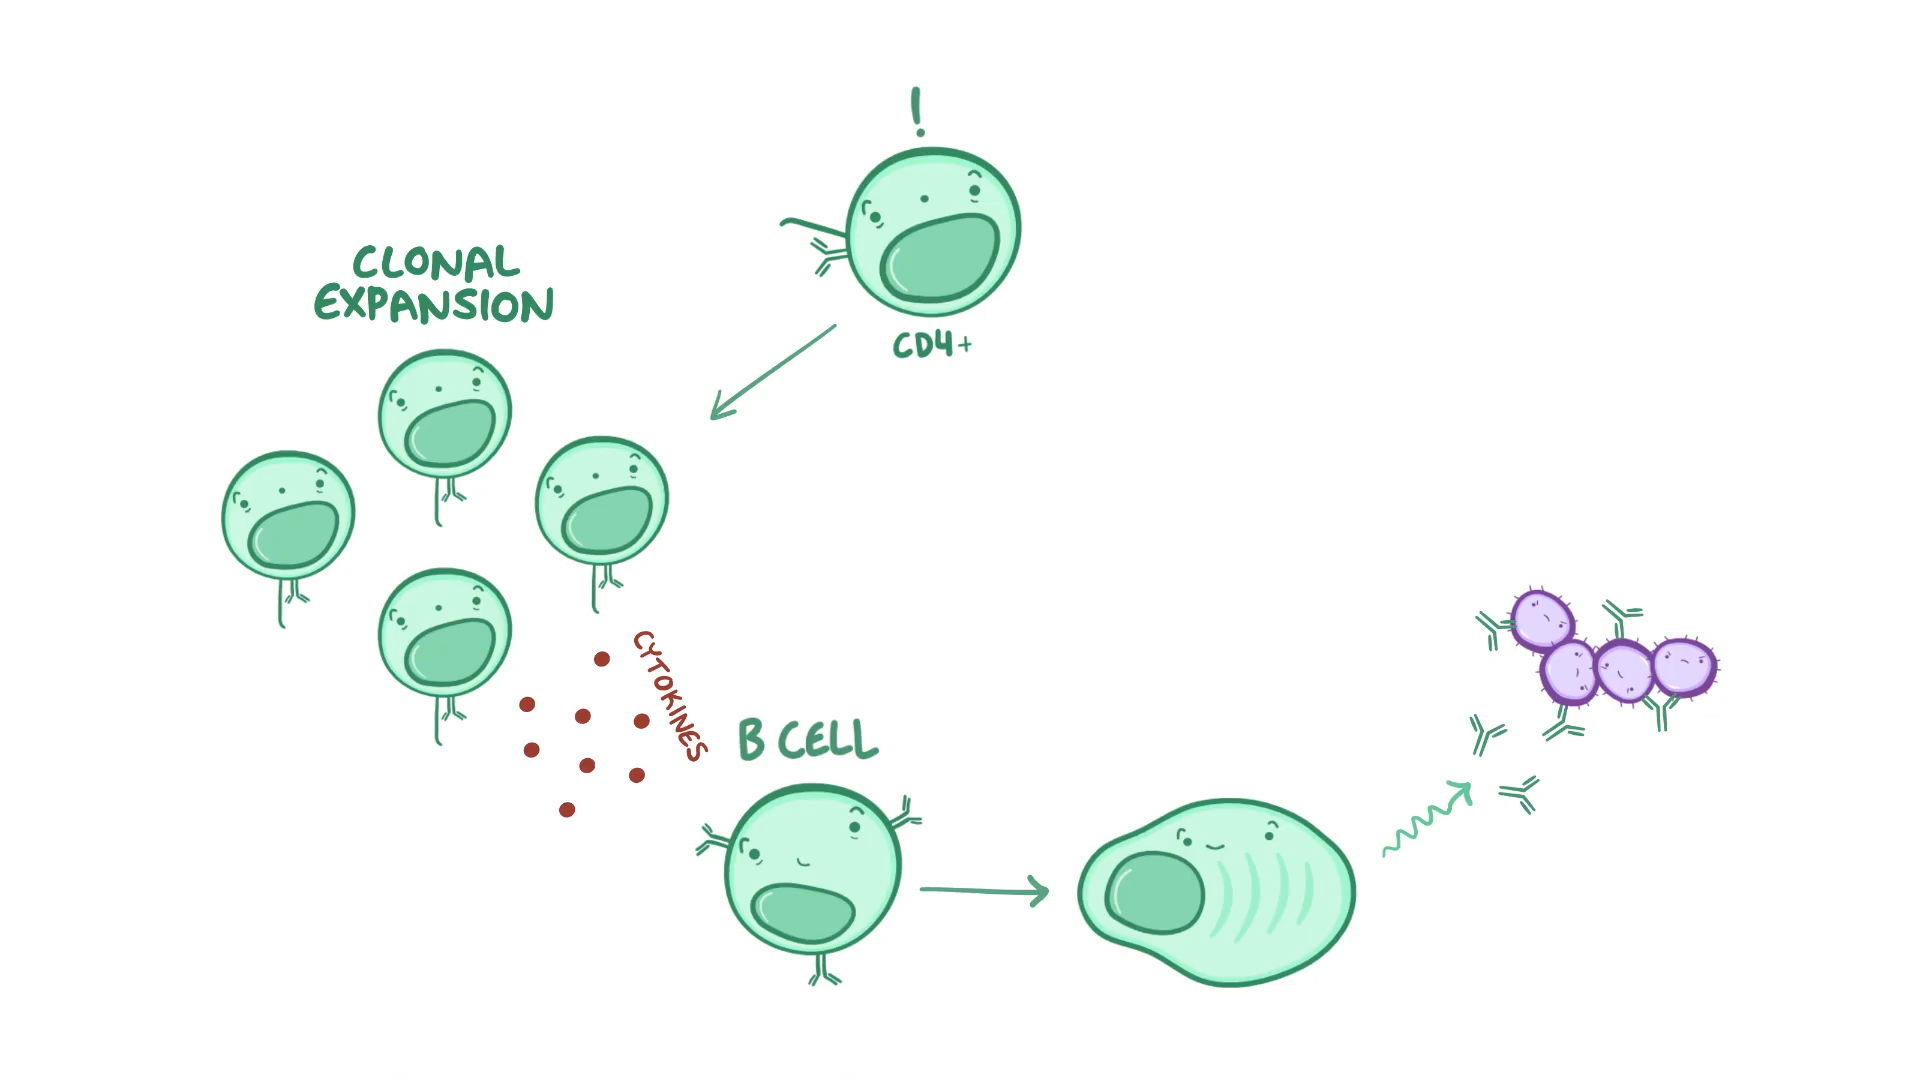 !
CD4+
CLONAL
EXPANSION
CYTOKINES
B CELL